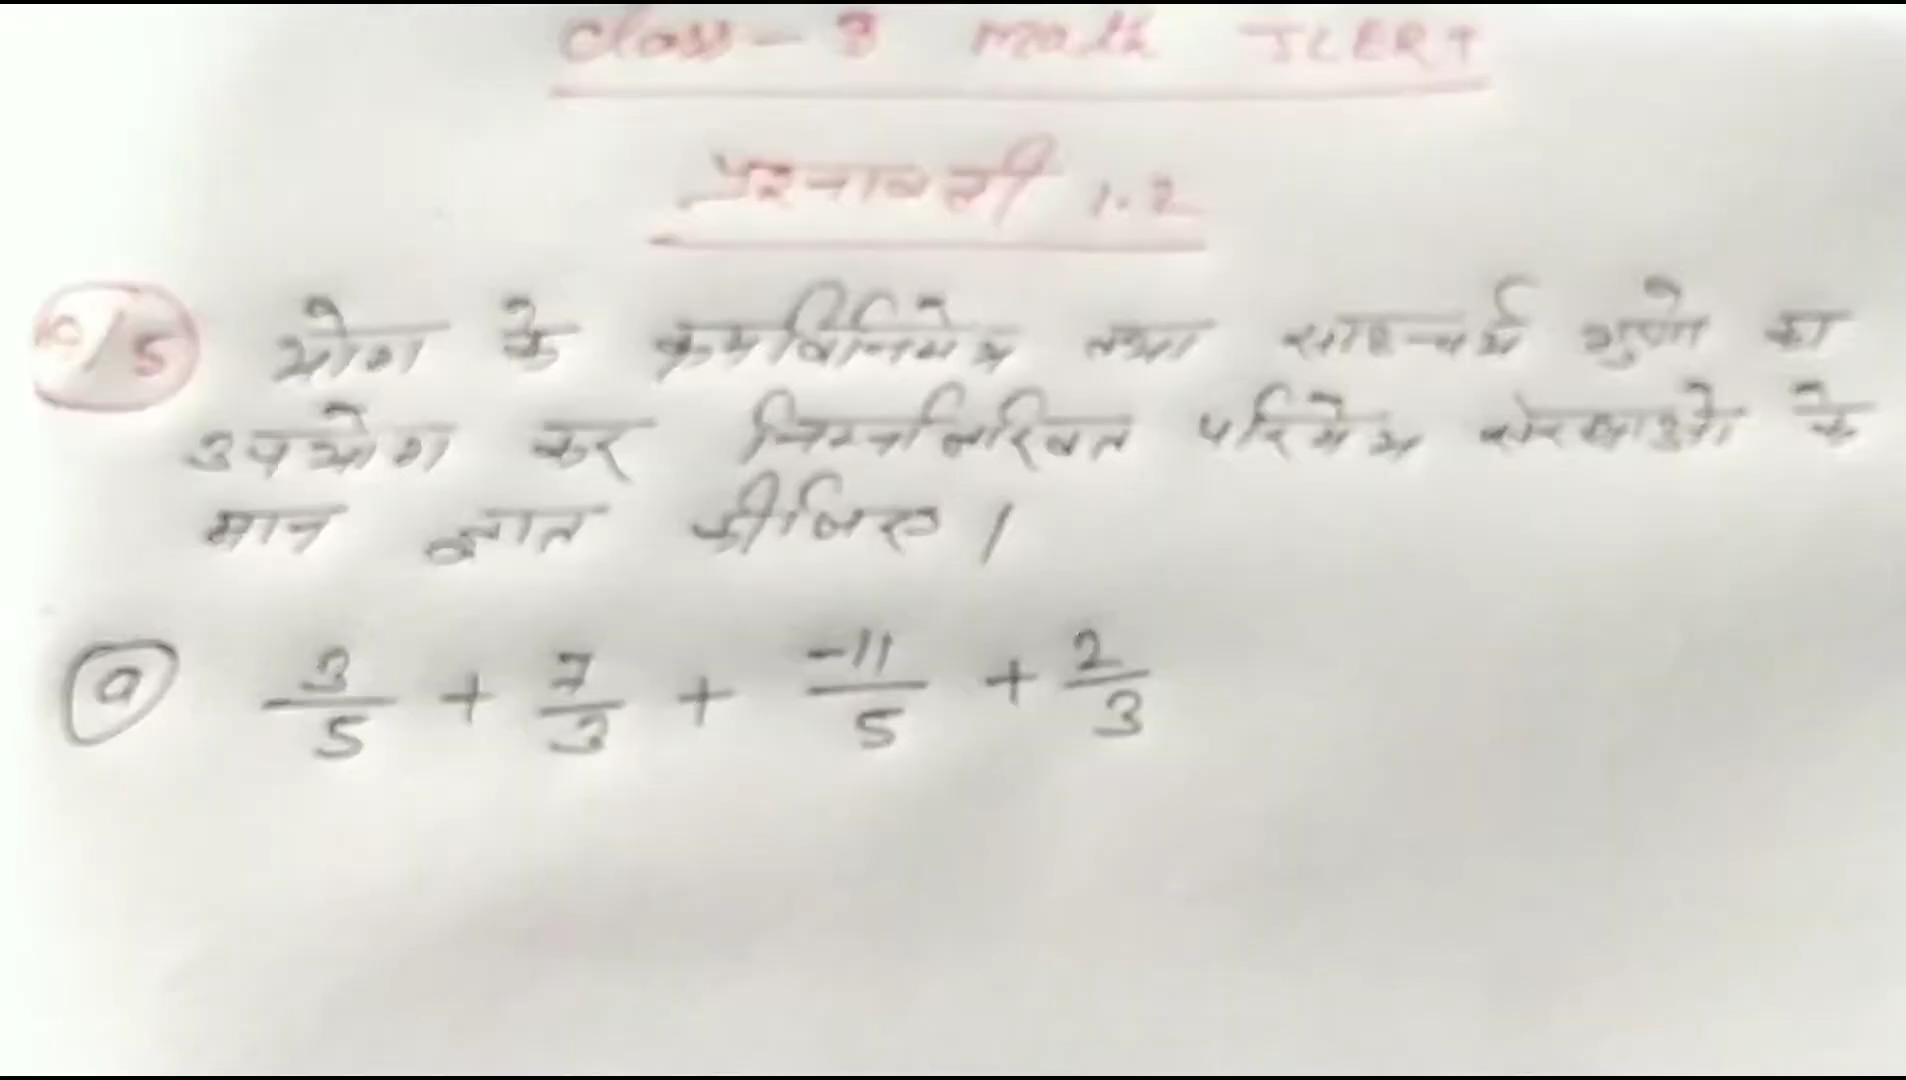 class - 8 math JCERT
प्रश्नावली 1.2
Q/5 योग के क्रमविनिमेय तथा साहचर्य गुणों का
उपयोग कर निम्नलिखित परिमेय संख्याओं के
मान ज्ञात कीजिए।
(a) 3/5 + 7/3 + -11/5 + 2/3